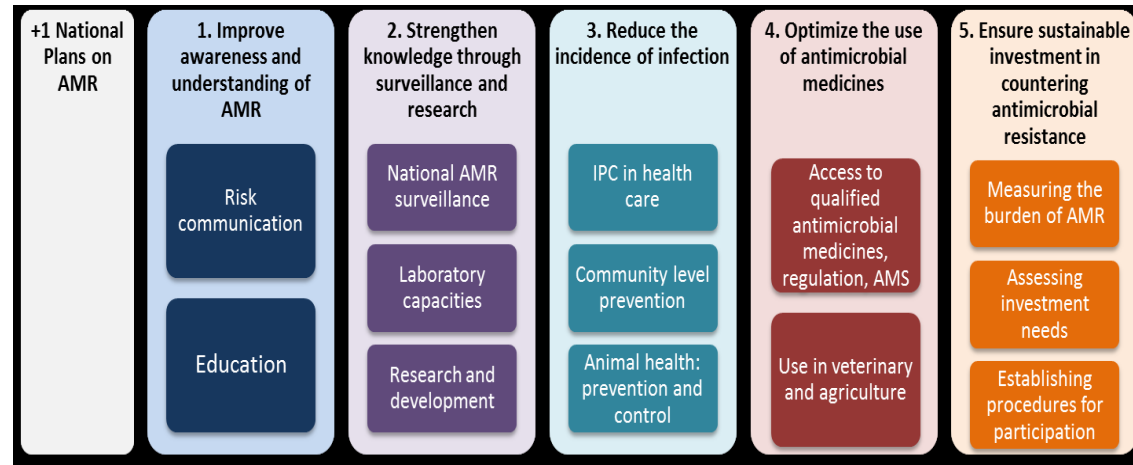 +1 National
Plans on
AMR
1. Improve
awareness and
understanding of
AMR
Risk
communication
Education
2. Strengthen
knowledge through
surveillance and
research
National AMR
surveillance
Laboratory
capacities
Research and
development
3. Reduce the
incidence of infection
IPC in health
care
Community level
prevention
Animal health:
prevention and
control
4. Optimize the use
of antimicrobial
medicines
Access to
qualified
antimicrobial
medicines,
regulation, AMS
Use in veterinary
and agriculture
5. Ensure sustainable
investment in
countering
antimicrobial
resistance
Measuring the
burden of AMR
Assessing
investment
needs
Establishing
procedures for
participation